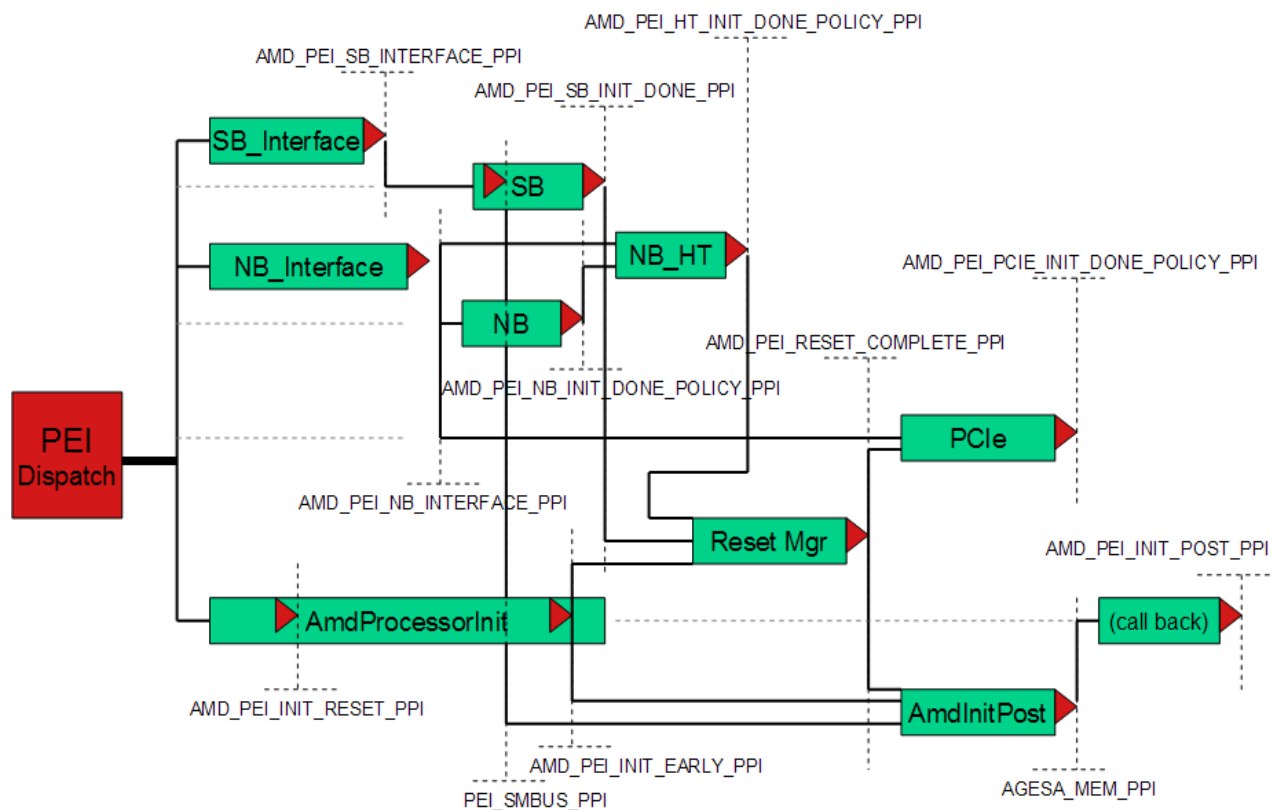 AMD_PEI_HT_INIT_DONE_POLICY_PPI
AMD_PEI_SB_INTERFACE_PPI
AMD_PEI_SB_INIT_DONE_PPI
SB_Interface
SB
NB_Interface
NB_HT
AMD_PEI_PCIE_INIT_DONE_POLICY_PPI
NB
AMD_PEI_RESET_COMPLETE_PPI
AMD_PEI_NB_INIT_DONE_POLICY_PPI
PEI
Dispatch
PCIe
AMD_PEI_NB_INTERFACE_PPI
Reset Mgr
AMD_PEI_INIT_POST_PPI
AmdProcessorInit
(call back)
AMD_PEI_INIT_RESET_PPI
AmdInitPost
AMD_PEI_INIT_EARLY_PPI
PEI_SMBUS_PPI
AGESA_MEM_PPI